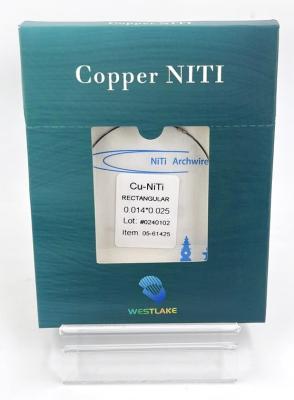 Copper NITI
NiTi Archwire
Cu-NiTi
RECTANGULAR
0.014*0.025
Lot: #0240102
Item: 05-61425
WESTLAKE